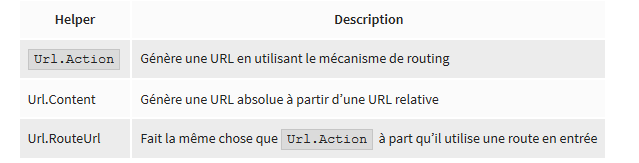 Helper Description
Url.Action Génère une URL en utilisant le mécanisme de routing
Url.Content Génère une URL absolue à partir d’une URL relative
Url.RouteUrl Fait la même chose que Url.Action à part qu’il utilise une route en entrée